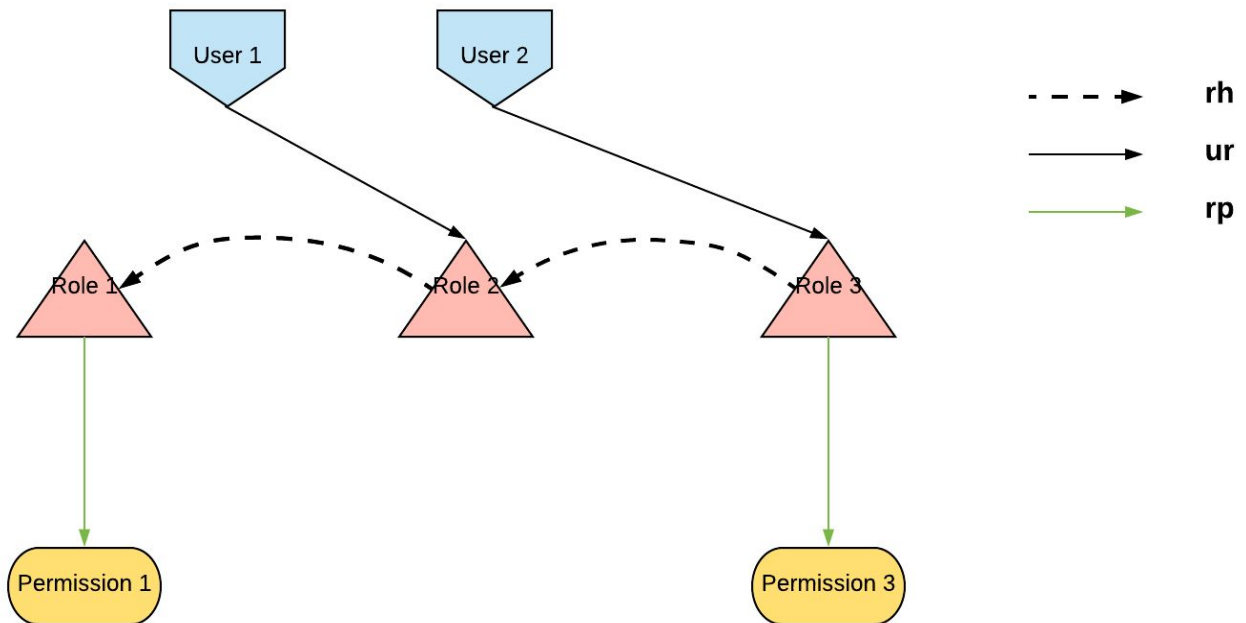 User 1
User 2
rh
ur
rp
Role 1
Role 2
Role 3
Permission 1
Permission 3